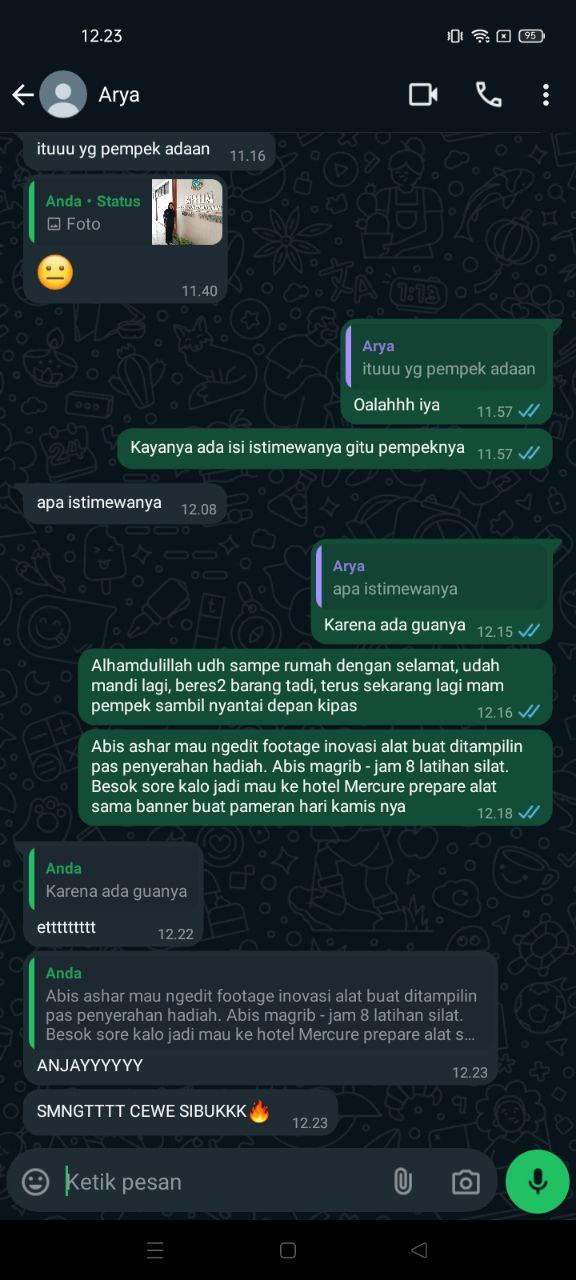 12.23
95
Arya
ituuu yg pempek adaan
11.16
Anda • Status
Foto
😐
11.40
Arya
ituuu yg pempek adaan
Oalahhh iya
11.57
Kayanya ada isi istimewanya gitu pempeknya
11.57
apa istimewanya
12.08
Arya
apa istimewanya
Karena ada guanya
12.15
Alhamdulillah udh sampe rumah dengan selamat, udah
mandi lagi, beres2 barang tadi, terus sekarang lagi mam
pempek sambil nyantai depan kipas
12.16
Abis ashar mau ngedit footage inovasi alat buat ditampilin
pas penyerahan hadiah. Abis magrib - jam 8 latihan silat.
Besok sore kalo jadi mau ke hotel Mercure prepare alat
sama banner buat pameran hari kamis nya
12.18
Anda
Karena ada guanya
ettttttttt
12.22
Anda
Abis ashar mau ngedit footage inovasi alat buat ditampilin
pas penyerahan hadiah. Abis magrib - jam 8 latihan silat.
Besok sore kalo jadi mau ke hotel Mercure prepare alat s...
ANJAYYYYYY
12.23
SMNGTTTT CEWE SIBUKKK🔥
12.23
Ketik pesan